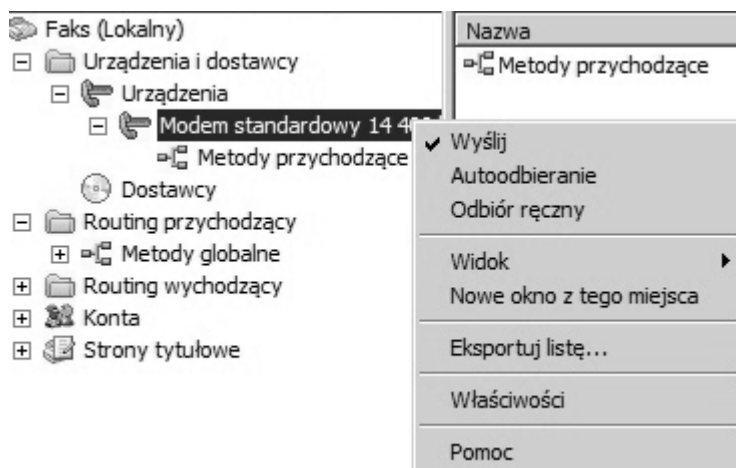 Faks (Lokalny)
Urządzenia i dostawcy
Urządzenia
Modem standardowy 14 4
Metody przychodzące
Dostawcy
Routing przychodzący
Metody globalne
Routing wychodzący
Konta
Strony tytułowe
Nazwa
Metody przychodzące
Wyślij
Autoodbieranie
Odbiór ręczny
Widok
Nowe okno z tego miejsca
Eksportuj listę...
Właściwości
Pomoc